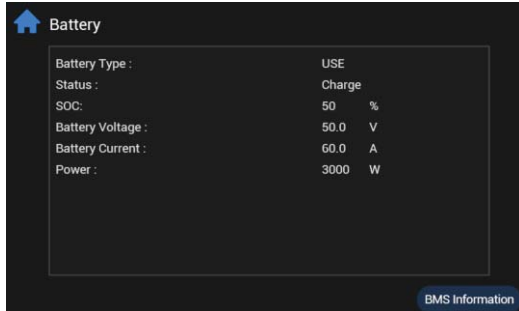 Battery
Battery Type : USE
Status : Charge
SOC: 50 %
Battery Voltage : 50.0 V
Battery Current : 60.0 A
Power : 3000 W
BMS Information